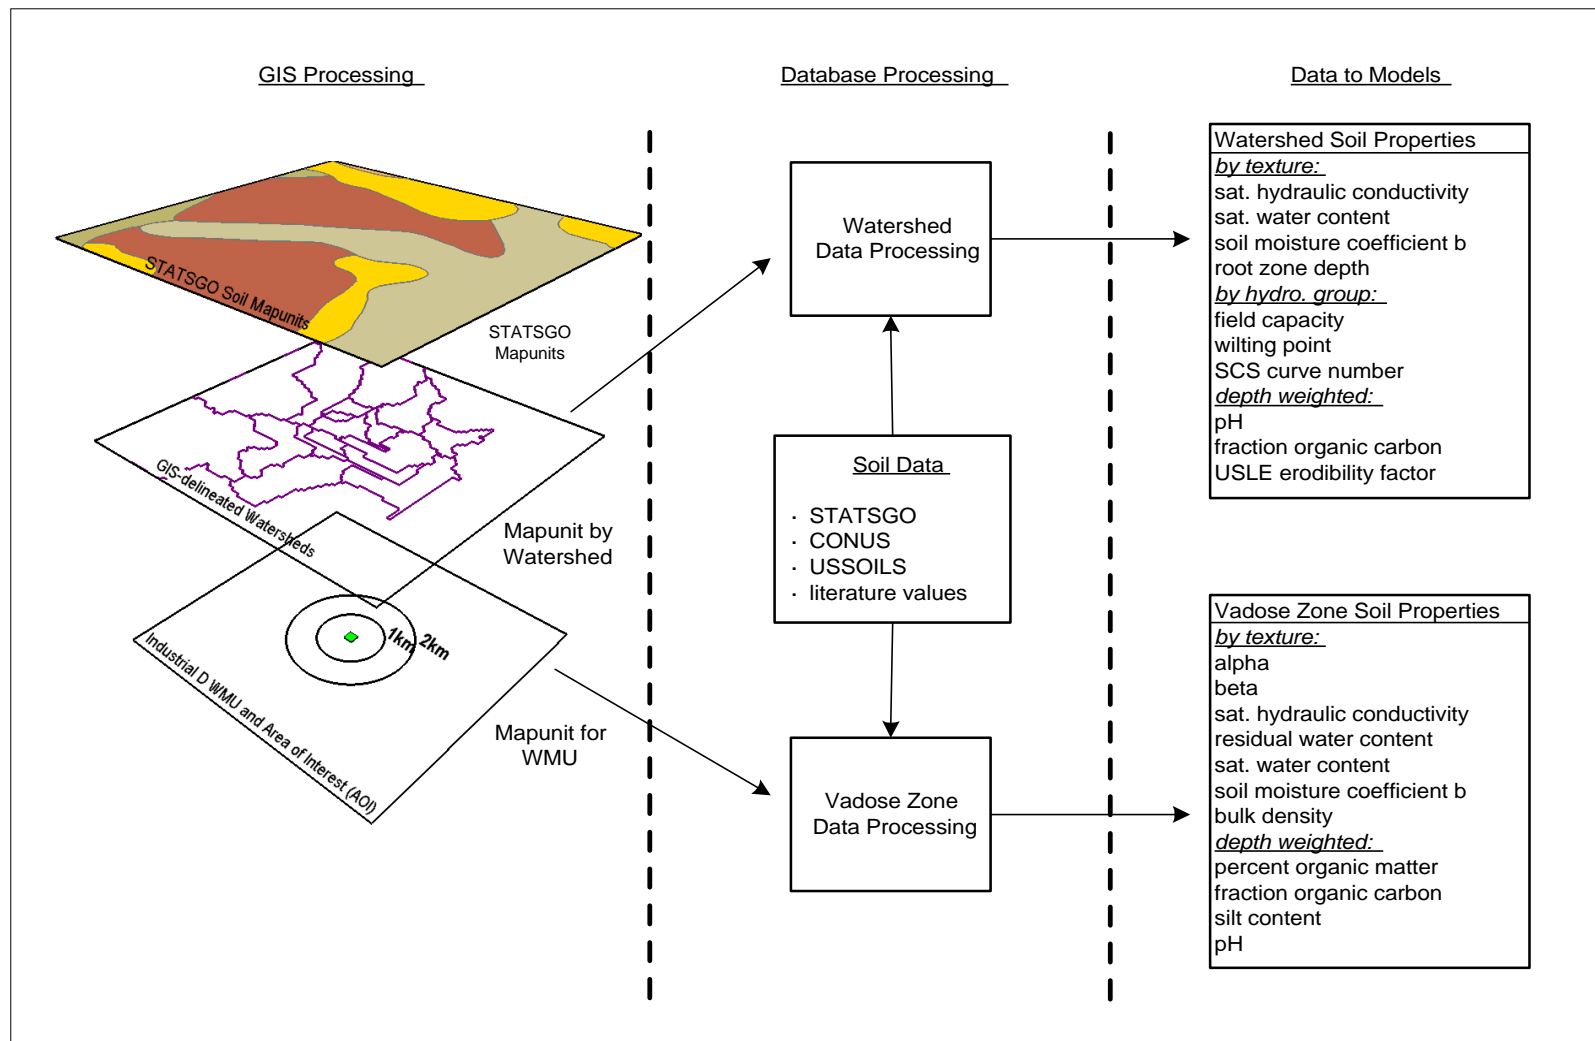 GIS Processing
Database Processing
Data to Models
STATSGO Soil Mapunits
STATSGO
Mapunits
GIS-delineated Watersheds
Mapunit by
Watershed
1km
2km
Industrial D WMU and Area of Interest (AOI)
Mapunit for
WMU
Watershed
Data Processing
Soil Data
· STATSGO
· CONUS
· USSOILS
· literature values
Vadose Zone
Data Processing
Watershed Soil Properties
by texture:
sat. hydraulic conductivity
sat. water content
soil moisture coefficient b
root zone depth
by hydro. group:
field capacity
wilting point
SCS curve number
depth weighted:
pH
fraction organic carbon
USLE erodibility factor
Vadose Zone Soil Properties
by texture:
alpha
beta
sat. hydraulic conductivity
residual water content
sat. water content
soil moisture coefficient b
bulk density
depth weighted:
percent organic matter
fraction organic carbon
silt content
pH